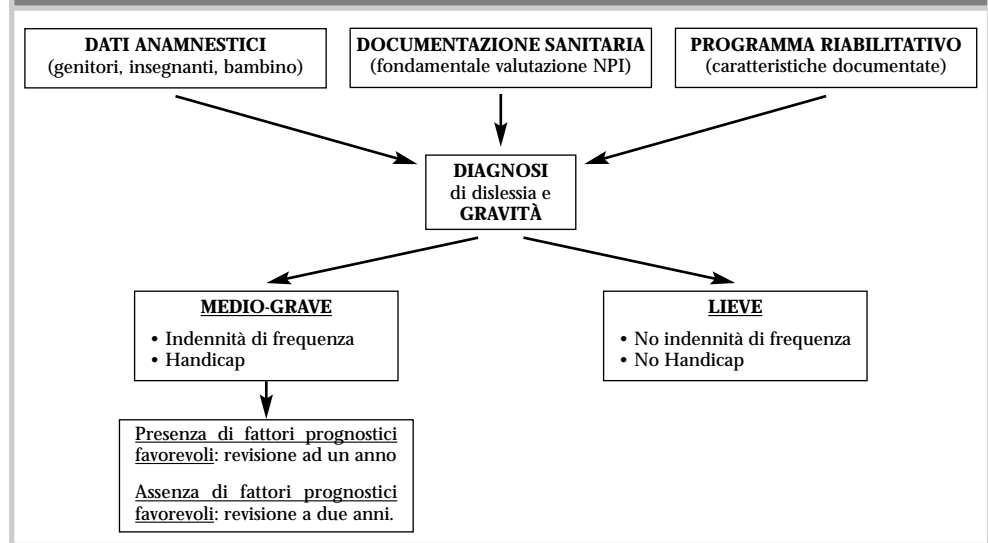 DATI ANAMNESTICI
(genitori, insegnanti, bambino)
DOCUMENTAZIONE SANITARIA
(fondamentale valutazione NPI)
PROGRAMMA RIABILITATIVO
(caratteristiche documentate)
DIAGNOSI
di dislessia e
GRAVITÀ
MEDIO-GRAVE
• Indennità di frequenza
• Handicap
LIEVE
• No indennità di frequenza
• No Handicap
Presenza di fattori prognostici
favorevoli: revisione ad un anno
Assenza di fattori prognostici
favorevoli: revisione a due anni.